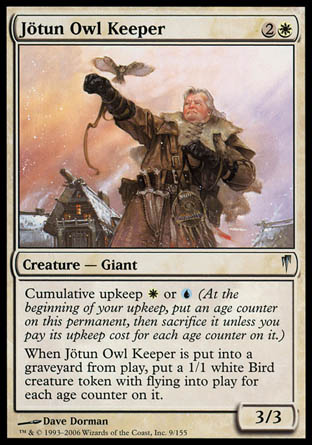 Jötun Owl Keeper 2
Creature — Giant
Cumulative upkeep or (At the
beginning of your upkeep, put an age counter
on this permanent, then sacrifice it unless you
pay its upkeep cost for each age counter on it.)
When Jötun Owl Keeper is put into a
graveyard from play, put a 1/1 white Bird
creature token with flying into play for
each age counter on it.
Dave Dorman
™ & © 1993–2006 Wizards of the Coast, Inc. 9/155
3/3